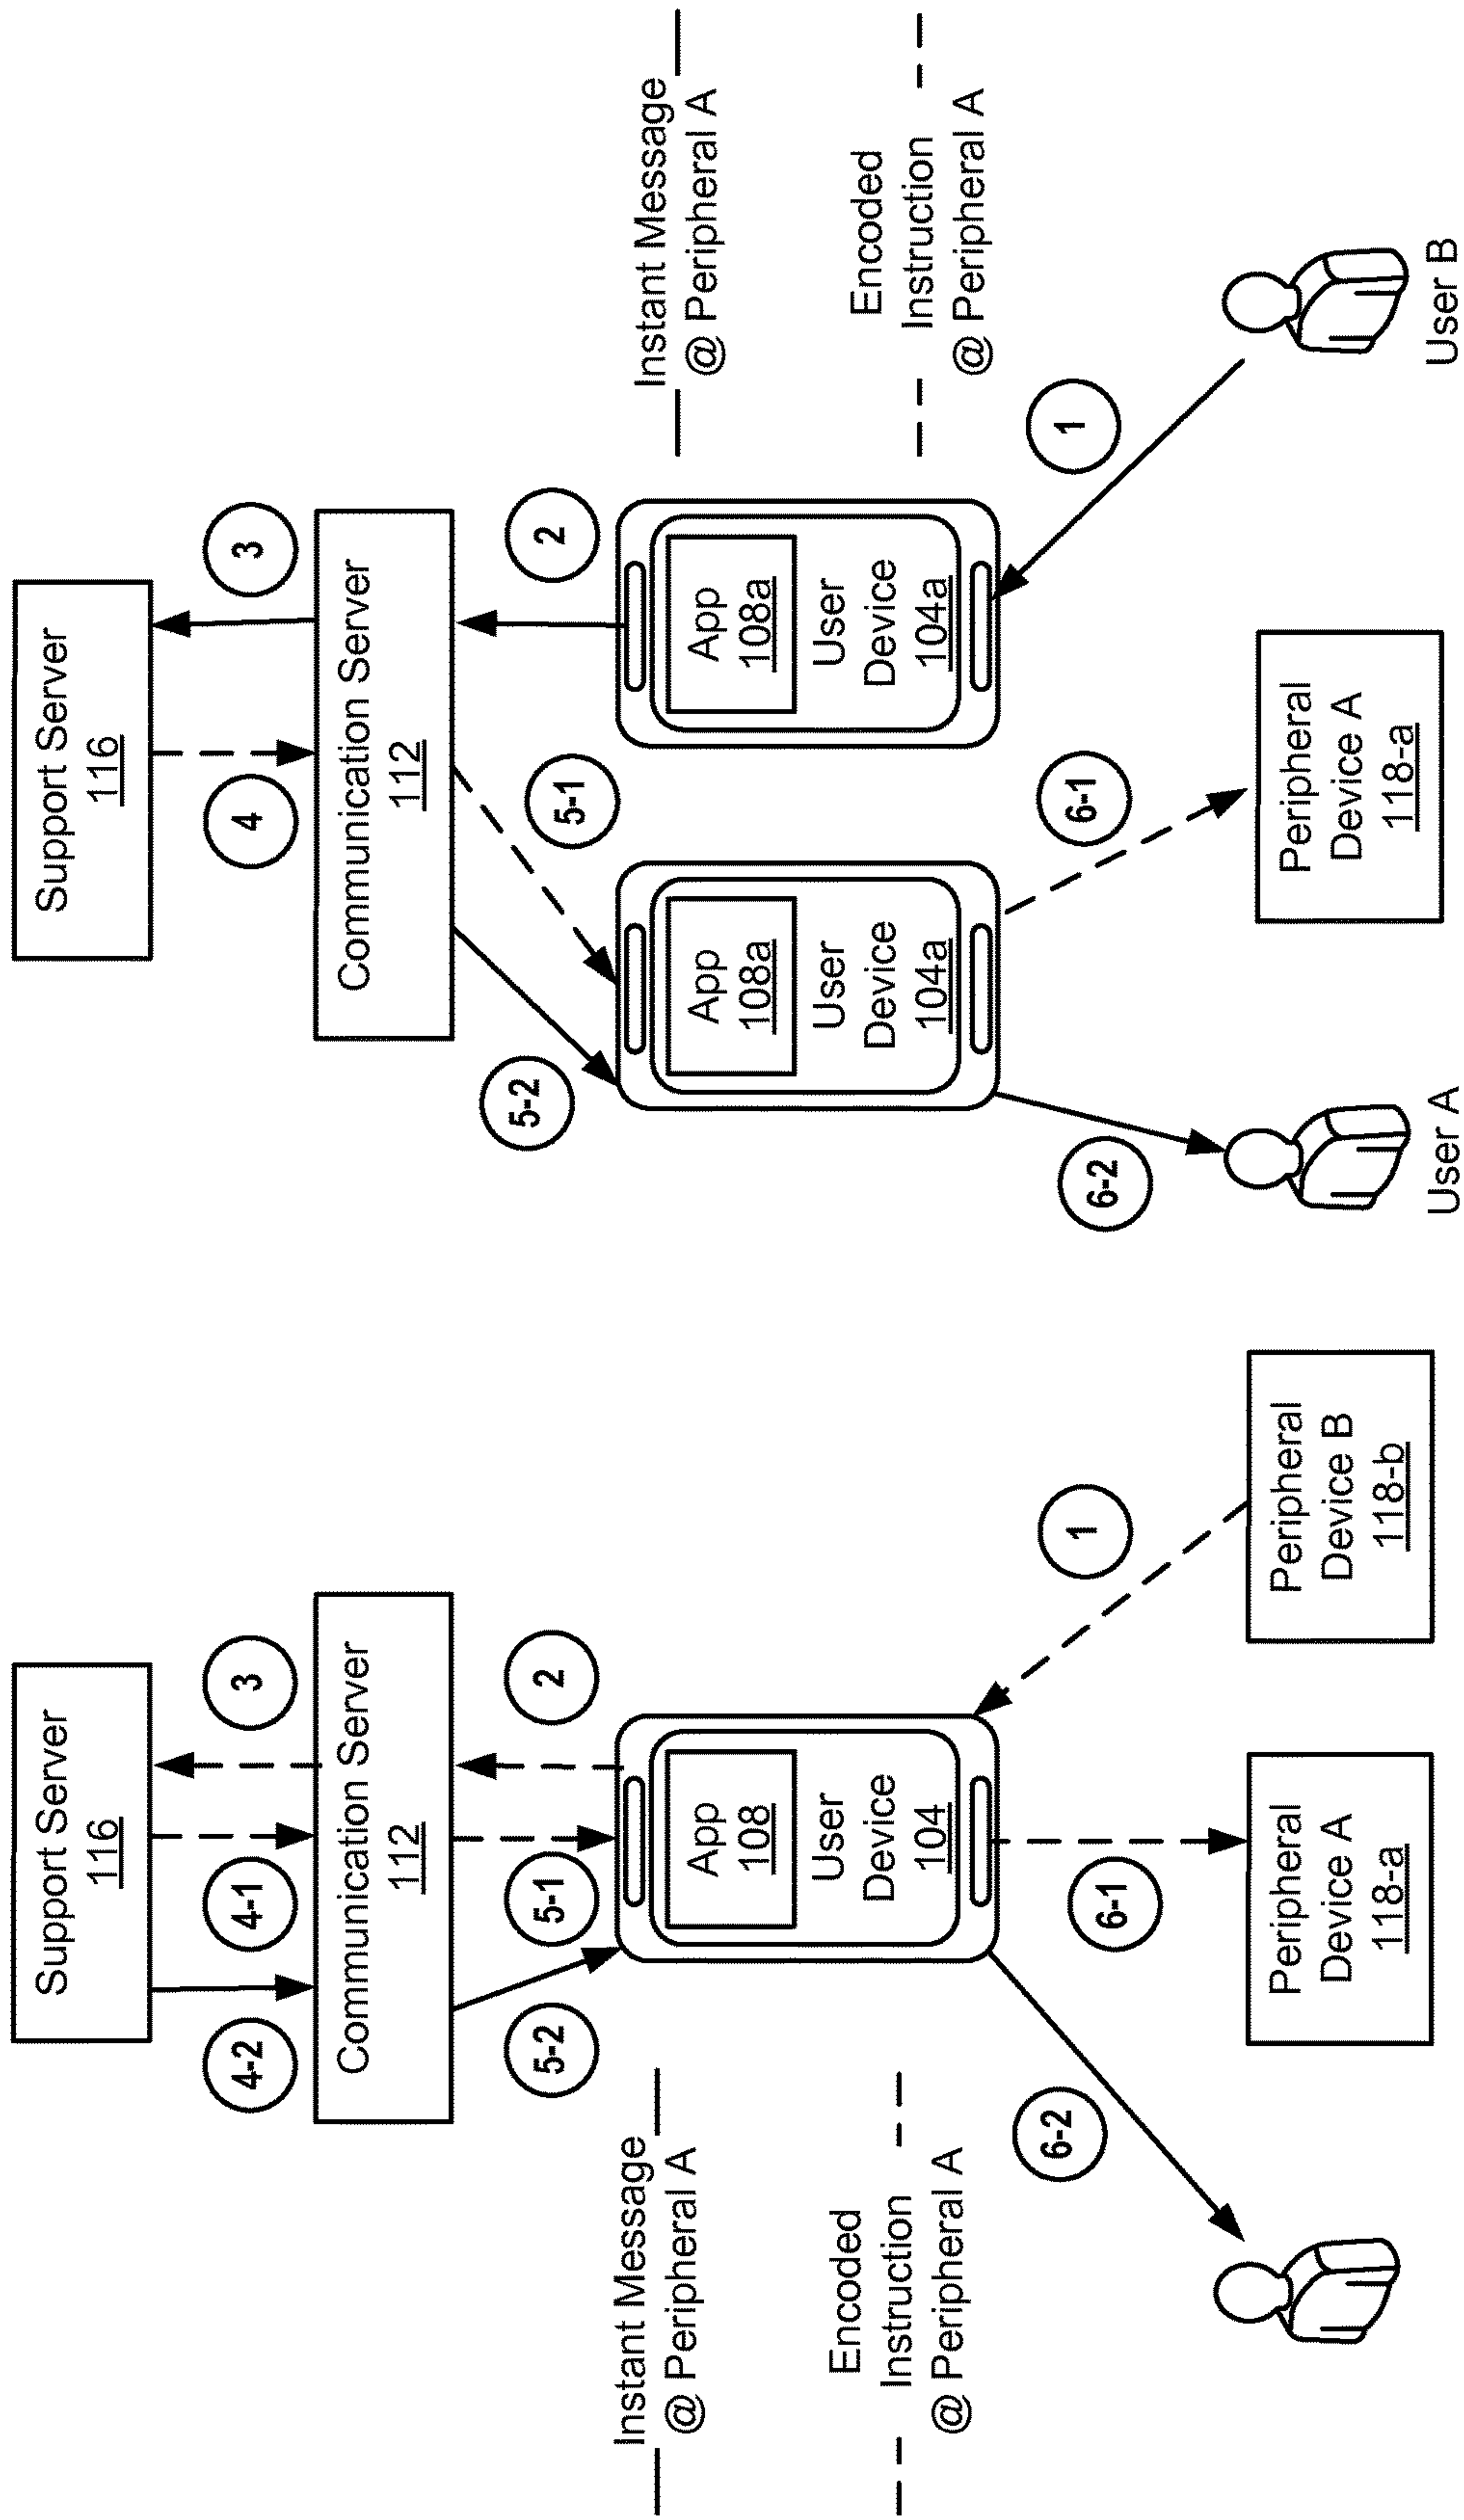 Support Server
116
4-2
4-1
3
Communication Server
112
5-2
5-1
2
Instant Message
@ Peripheral A
Encoded
Instruction
@ Peripheral A
App
108
User
Device
104
6-2
6-1
1
Peripheral
Device A
118-a
Peripheral
Device B
118-b
Support Server
116
4
3
Communication Server
112
5-2
5-1
2
App
108a
User
Device
104a
App
108a
User
Device
104a
Instant Message
@ Peripheral A
Encoded
Instruction
@ Peripheral A
6-2
6-1
1
Peripheral
Device A
118-a
User A
User B